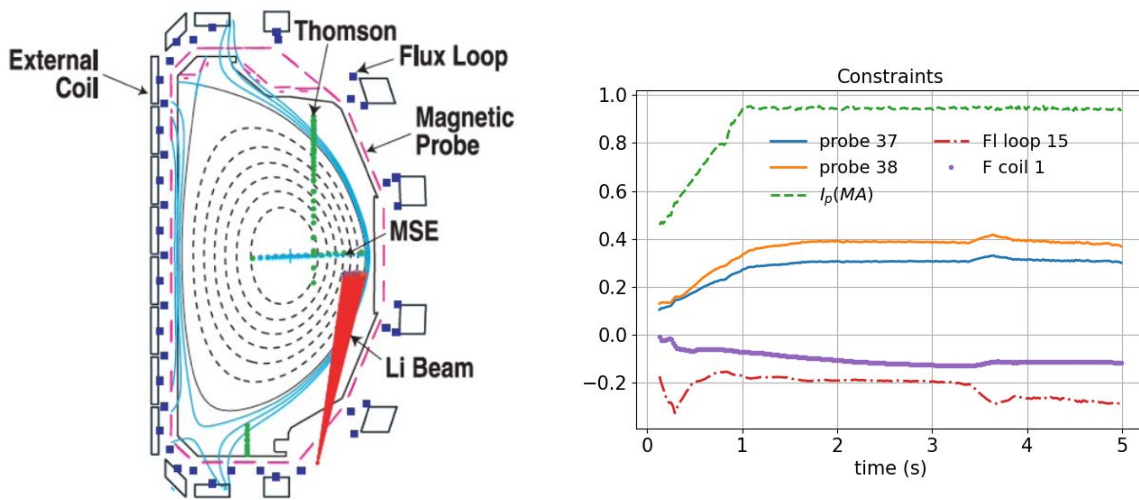 Thomson
External
Coil
Flux Loop
Magnetic
Probe
MSE
Li Beam
Constraints
1.0
0.8
0.6
0.4
0.2
0.0
−0.2
probe 37
probe 38
I_p(MA)
Fl loop 15
F coil 1
0
1
2
3
4
5
time (s)